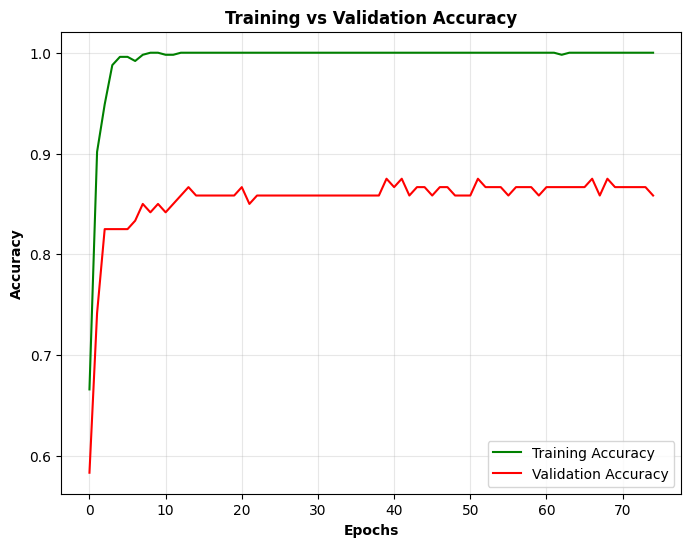 Training vs Validation Accuracy
1.0
0.9
0.8
0.7
0.6
Accuracy
0 10 20 30 40 50 60 70
Epochs
Training Accuracy
Validation Accuracy